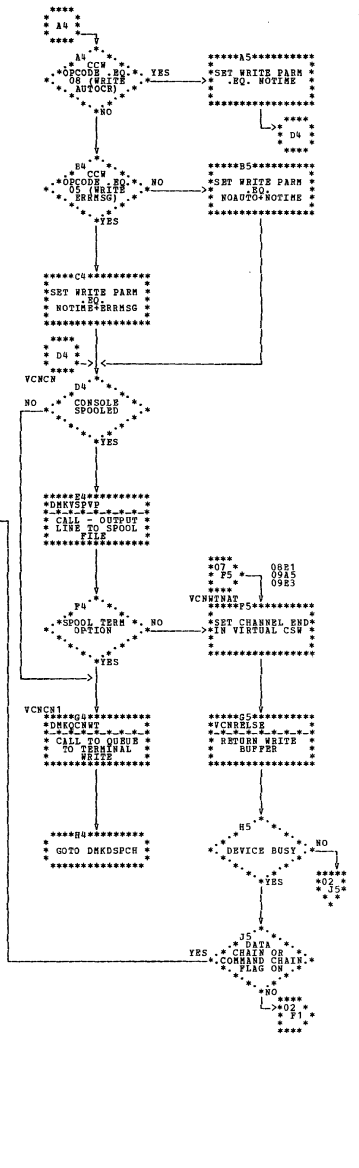 A4
A4
CCW
OPCODE .EQ.
08 (WRITE
AUTOCR)
YES
NO
A5
SET WRITE PARM
.EQ. NOTIME
D4
B4
CCW
OPCODE .EQ.
05 (WRITE
ERRMSG)
NO
YES
B5
SET WRITE PARM
.EQ.
NOAUTO+NOTIME
C4
SET WRITE PARM
.EQ.
NOTIME+ERRMSG
D4
VCNCN
D4
CONSOLE
SPOOLED
NO
YES
E4
DMKVSPVP
CALL - OUTPUT
LINE TO SPOOL
FILE
F4
SPOOL TERM
OPTION
NO
YES
07
F5
08E1
09A5
09E3
VCNWTNAT
F5
SET CHANNEL END
IN VIRTUAL CSW
VCNCN1
G4
DMKQCNWT
CALL TO QUEUE
TO TERMINAL
WRITE
G5
VCNRELSE
RETURN WRITE
BUFFER
H4
GOTO DMKDSPCH
H5
DEVICE BUSY
NO
YES
02
J5
J5
DATA
CHAIN OR
COMMAND CHAIN
FLAG ON
YES
NO
02
F1